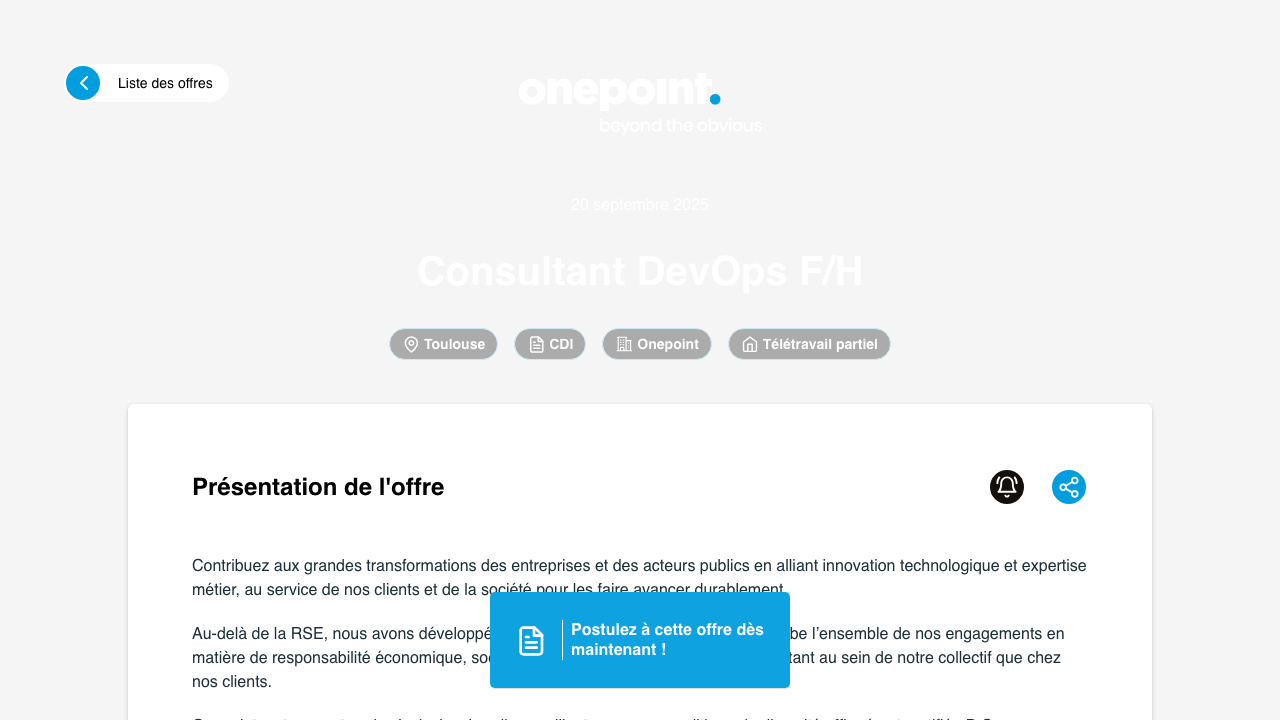 Liste des offres
onepoint.
beyond the obvious
20 septembre 2025
Consultant DevOps F/H
Toulouse
CDI
Onepoint
Télétravail partiel
Présentation de l'offre
Contribuez aux grandes transformations des entreprises et des acteurs publics en alliant innovation technologique et expertise
métier, au service de nos clients et de la société pour les faire avancer durablement.
Au-delà de la RSE, nous avons développé
be l’ensemble de nos engagements en
matière de responsabilité économique,
tant au sein de notre collectif que chez
nos clients.
Postulez à cette offre dès
maintenant !